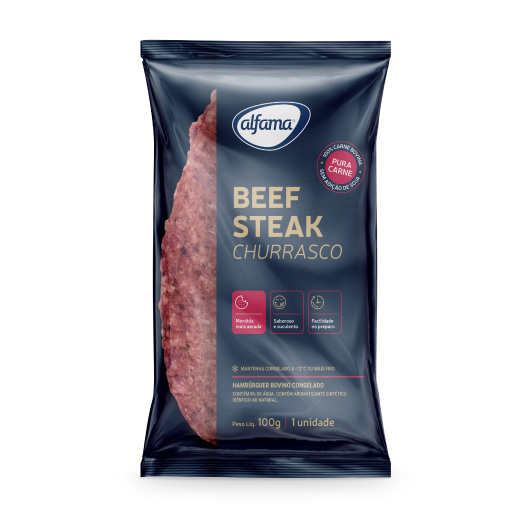 alfama
100% CARNE BOVINA
PURA
CARNE
SEM ADIÇÃO DE SOJA
BEEF
STEAK
CHURRASCO
Mordida
mais aerada
Saboroso
e suculento
Facilidade
no preparo
MANTENHA CONGELADO A -12°C OU MAIS FRIO
HAMBÚRGUER BOVINO CONGELADO
CONTÉM 6% DE ÁGUA. CONTÉM AROMATIZANTE SINTÉTICO
IDÊNTICO AO NATURAL.
Peso Líq. 100g | 1 unidade